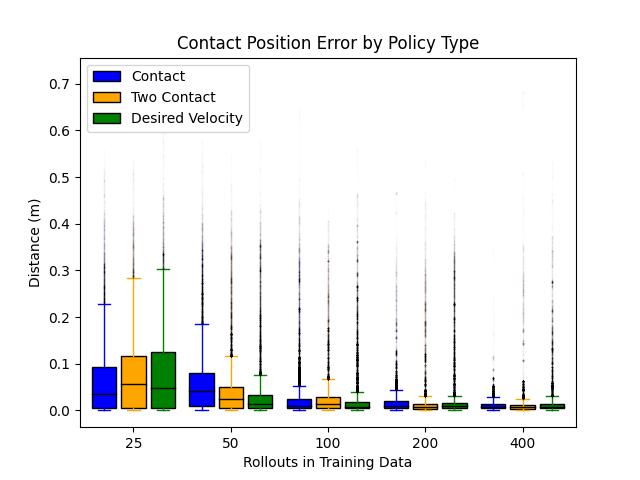 Contact Position Error by Policy Type
Contact
Two Contact
Desired Velocity
Distance (m)
0.7
0.6
0.5
0.4
0.3
0.2
0.1
0.0
25 50 100 200 400
Rollouts in Training Data